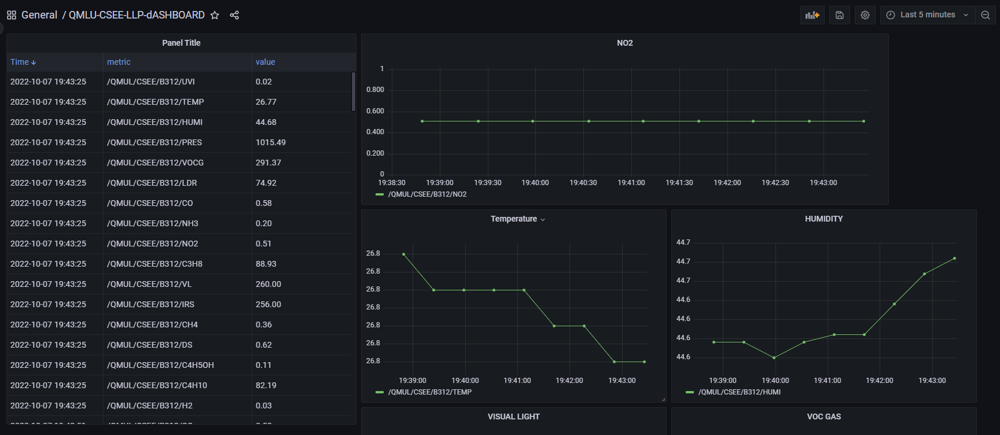 General / QMLU-CSEE-LLP-dASHBOARD
Last 5 minutes
Panel Title
Time metric value
2022-10-07 19:43:25 /QMUL/CSEE/B312/UVI 0.02
2022-10-07 19:43:25 /QMUL/CSEE/B312/TEMP 26.77
2022-10-07 19:43:25 /QMUL/CSEE/B312/HUMI 44.68
2022-10-07 19:43:25 /QMUL/CSEE/B312/PRES 1015.49
2022-10-07 19:43:25 /QMUL/CSEE/B312/VOCG 291.37
2022-10-07 19:43:25 /QMUL/CSEE/B312/LDR 74.92
2022-10-07 19:43:25 /QMUL/CSEE/B312/CO 0.58
2022-10-07 19:43:25 /QMUL/CSEE/B312/NH3 0.20
2022-10-07 19:43:25 /QMUL/CSEE/B312/NO2 0.51
2022-10-07 19:43:25 /QMUL/CSEE/B312/C3H8 88.93
2022-10-07 19:43:25 /QMUL/CSEE/B312/VL 260.00
2022-10-07 19:43:25 /QMUL/CSEE/B312/IRS 256.00
2022-10-07 19:43:25 /QMUL/CSEE/B312/CH4 0.36
2022-10-07 19:43:25 /QMUL/CSEE/B312/DS 0.62
2022-10-07 19:43:25 /QMUL/CSEE/B312/C4H5OH 0.11
2022-10-07 19:43:25 /QMUL/CSEE/B312/C4H10 82.19
2022-10-07 19:43:25 /QMUL/CSEE/B312/H2 0.03
NO2
1
0.800
0.600
0.400
0.200
0
19:38:30 19:39:00 19:39:30 19:40:00 19:40:30 19:41:00 19:41:30 19:42:00 19:42:30 19:43:00
/QMUL/CSEE/B312/NO2
Temperature
26.8
26.8
26.8
26.8
26.8
26.8
26.8
19:39:00 19:40:00 19:41:00 19:42:00 19:43:00
/QMUL/CSEE/B312/TEMP
HUMIDITY
44.7
44.7
44.7
44.6
44.6
44.6
44.6
19:39:00 19:40:00 19:41:00 19:42:00 19:43:00
/QMUL/CSEE/B312/HUMI
VISUAL LIGHT
VOC GAS